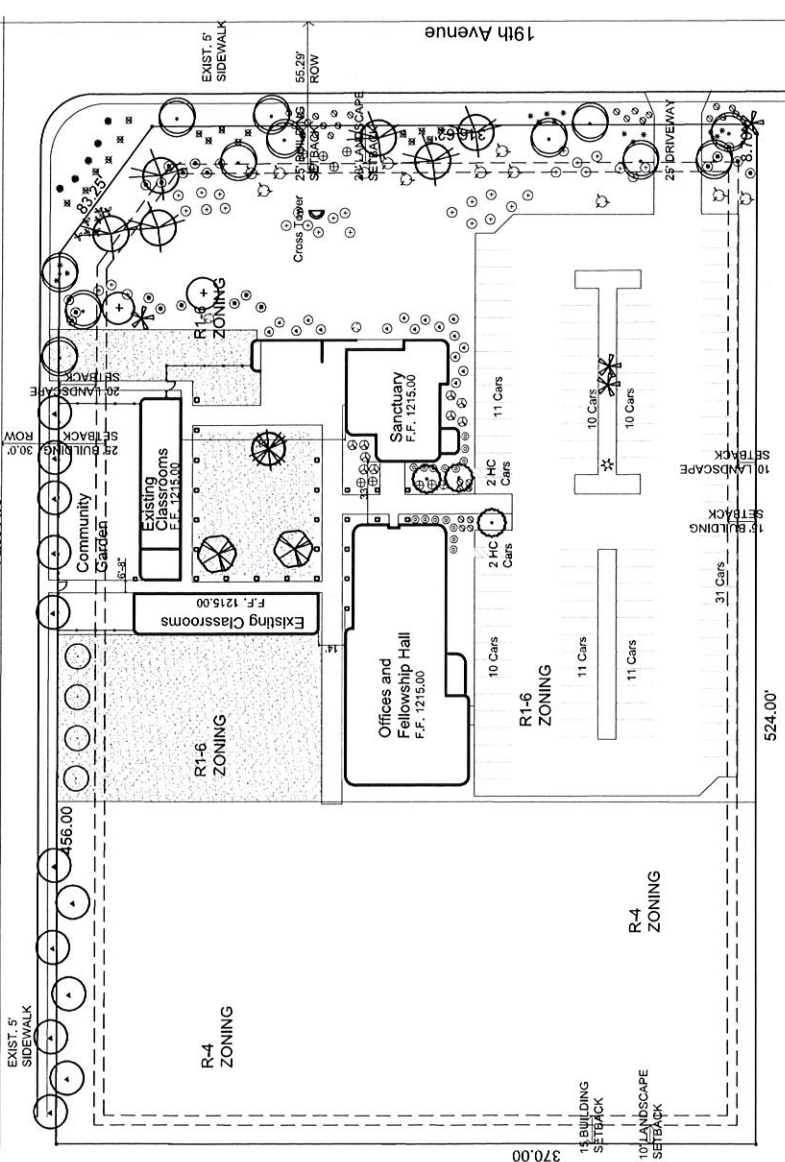 19th Avenue
EXIST. 5'
SIDEWALK
55.29'
ROW
25' BUILDING
SETBACK
LANDSCAPE
SETBACK
25' DRIVEWAY
83.25'
Cross Tower
R1-6
ZONING
20' LANDSCAPE
SETBACK
25' BUILDING
SETBACK
30.0'
ROW
Community
Garden
Existing
Classrooms
F.F. 1215.00
Sanctuary
F.F. 1215.00
11 Cars
10 Cars
10 Cars
2 HC
Cars
2 HC
Cars
33'
6'-8"
Existing Classrooms
F.F. 1215.00
14'
Offices and
Fellowship Hall
F.F. 1215.00
10 Cars
11 Cars
11 Cars
31 Cars
10' LANDSCAPE
SETBACK
15' BUILDING
SETBACK
R1-6
ZONING
R1-6
ZONING
524.00'
456.00
R-4
ZONING
R-4
ZONING
EXIST. 5'
SIDEWALK
370.00
15' BUILDING
SETBACK
10' LANDSCAPE
SETBACK